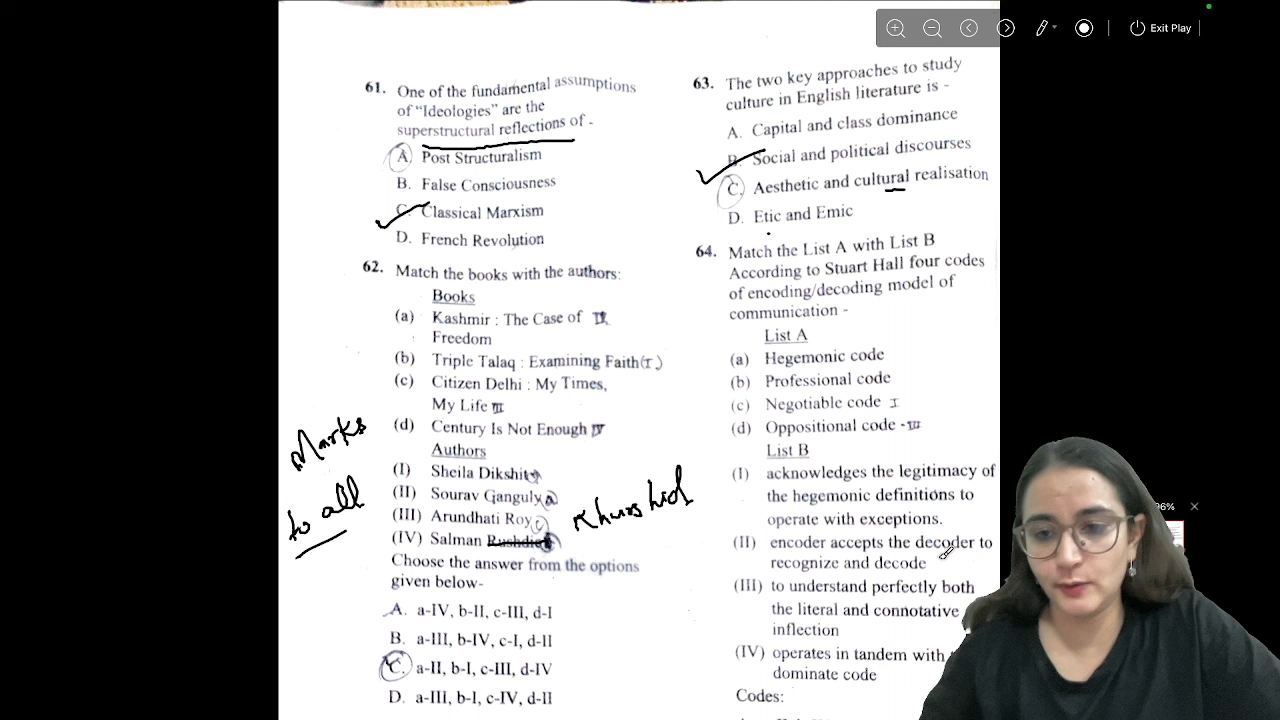 Exit Play
61. One of the fundamental assumptions
of "Ideologies" are the
superstructural reflections of -
A Post Structuralism
B. False Consciousness
C. Classical Marxism
D. French Revolution
62. Match the books with the authors:
Books
(a) Kashmir : The Case of II
Freedom
(b) Triple Talaq : Examining Faith (I)
(c) Citizen Delhi : My Times,
My Life III
(d) Century Is Not Enough IV
Authors
(I) Sheila Dikshit
(II) Sourav Ganguly
(III) Arundhati Roy
(IV) Salman Rushdie
Khurshid
Marks
to all
Choose the answer from the options
given below-
A. a-IV, b-II, c-III, d-I
B. a-III, b-IV, c-I, d-II
C. a-II, b-I, c-III, d-IV
D. a-III, b-I, c-IV, d-II
63. The two key approaches to study
culture in English literature is -
A. Capital and class dominance
B. Social and political discourses
C. Aesthetic and cultural realisation
D. Etic and Emic
64. Match the List A with List B
According to Stuart Hall four codes
of encoding/decoding model of
communication -
List A
(a) Hegemonic code
(b) Professional code
(c) Negotiable code I
(d) Oppositional code - III
List B
(I) acknowledges the legitimacy of
the hegemonic definitions to
operate with exceptions.
(II) encoder accepts the decoder to
recognize and decode
(III) to understand perfectly both
the literal and connotative
inflection
(IV) operates in tandem with
dominate code
Codes:
96%